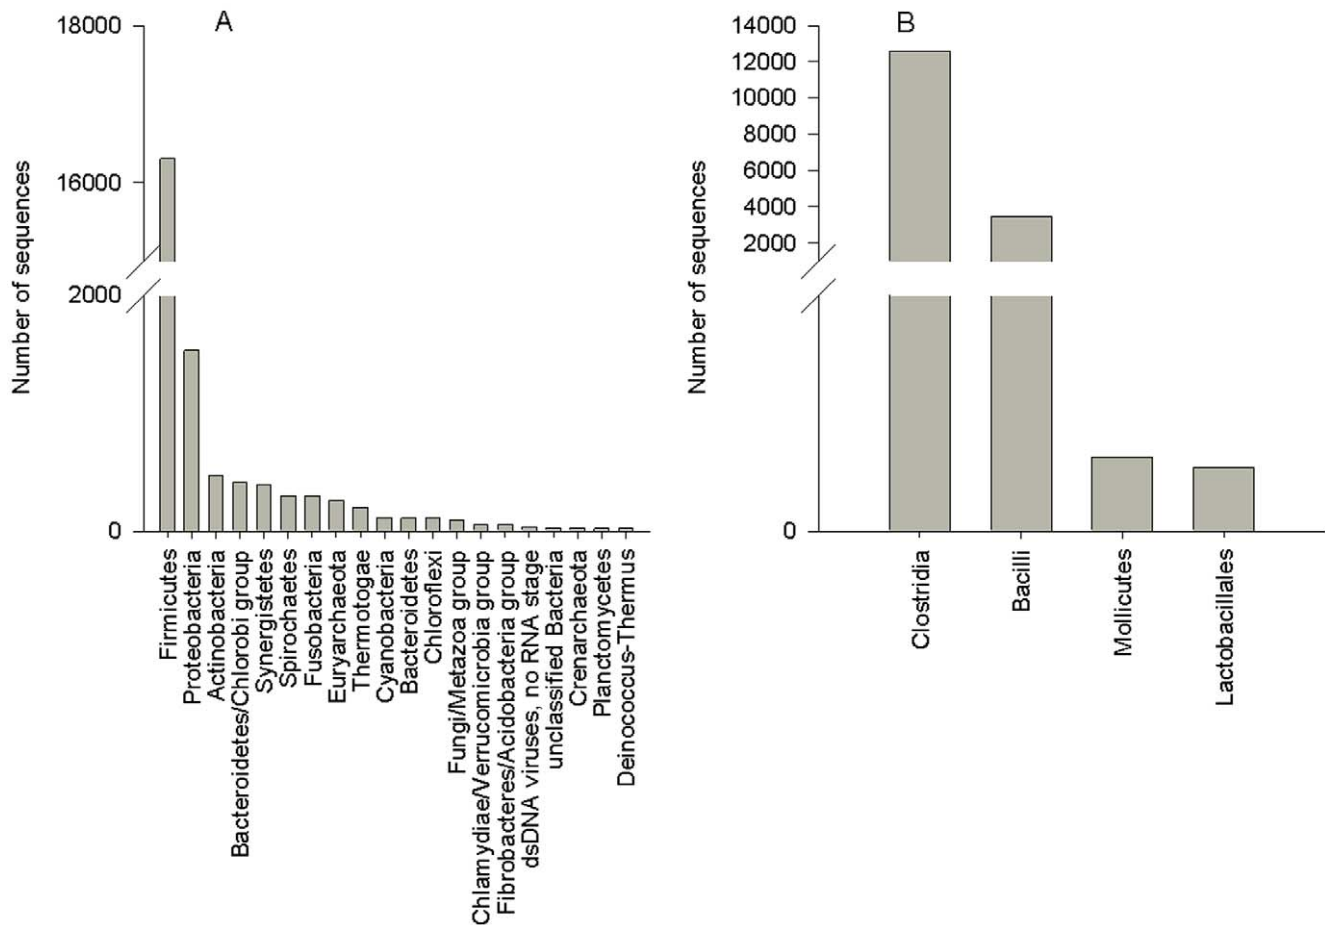 A
Number of sequences
18000
16000
2000
0
Firmicutes
Proteobacteria
Actinobacteria
Bacteroidetes/Chlorobi group
Synergistetes
Spirochaetes
Fusobacteria
Euryarchaeota
Thermotogae
Cyanobacteria
Bacteroidetes
Chloroflexi
Fungi/Metazoa group
Chlamydiae/Verrucomicrobia group
Fibrobacteres/Acidobacteria group
dsDNA viruses, no RNA stage
unclassified Bacteria
Crenarchaeota
Planctomycetes
Deinococcus-Thermus
B
Number of sequences
14000
12000
10000
8000
6000
4000
2000
0
Clostridia
Bacilli
Mollicutes
Lactobacillales